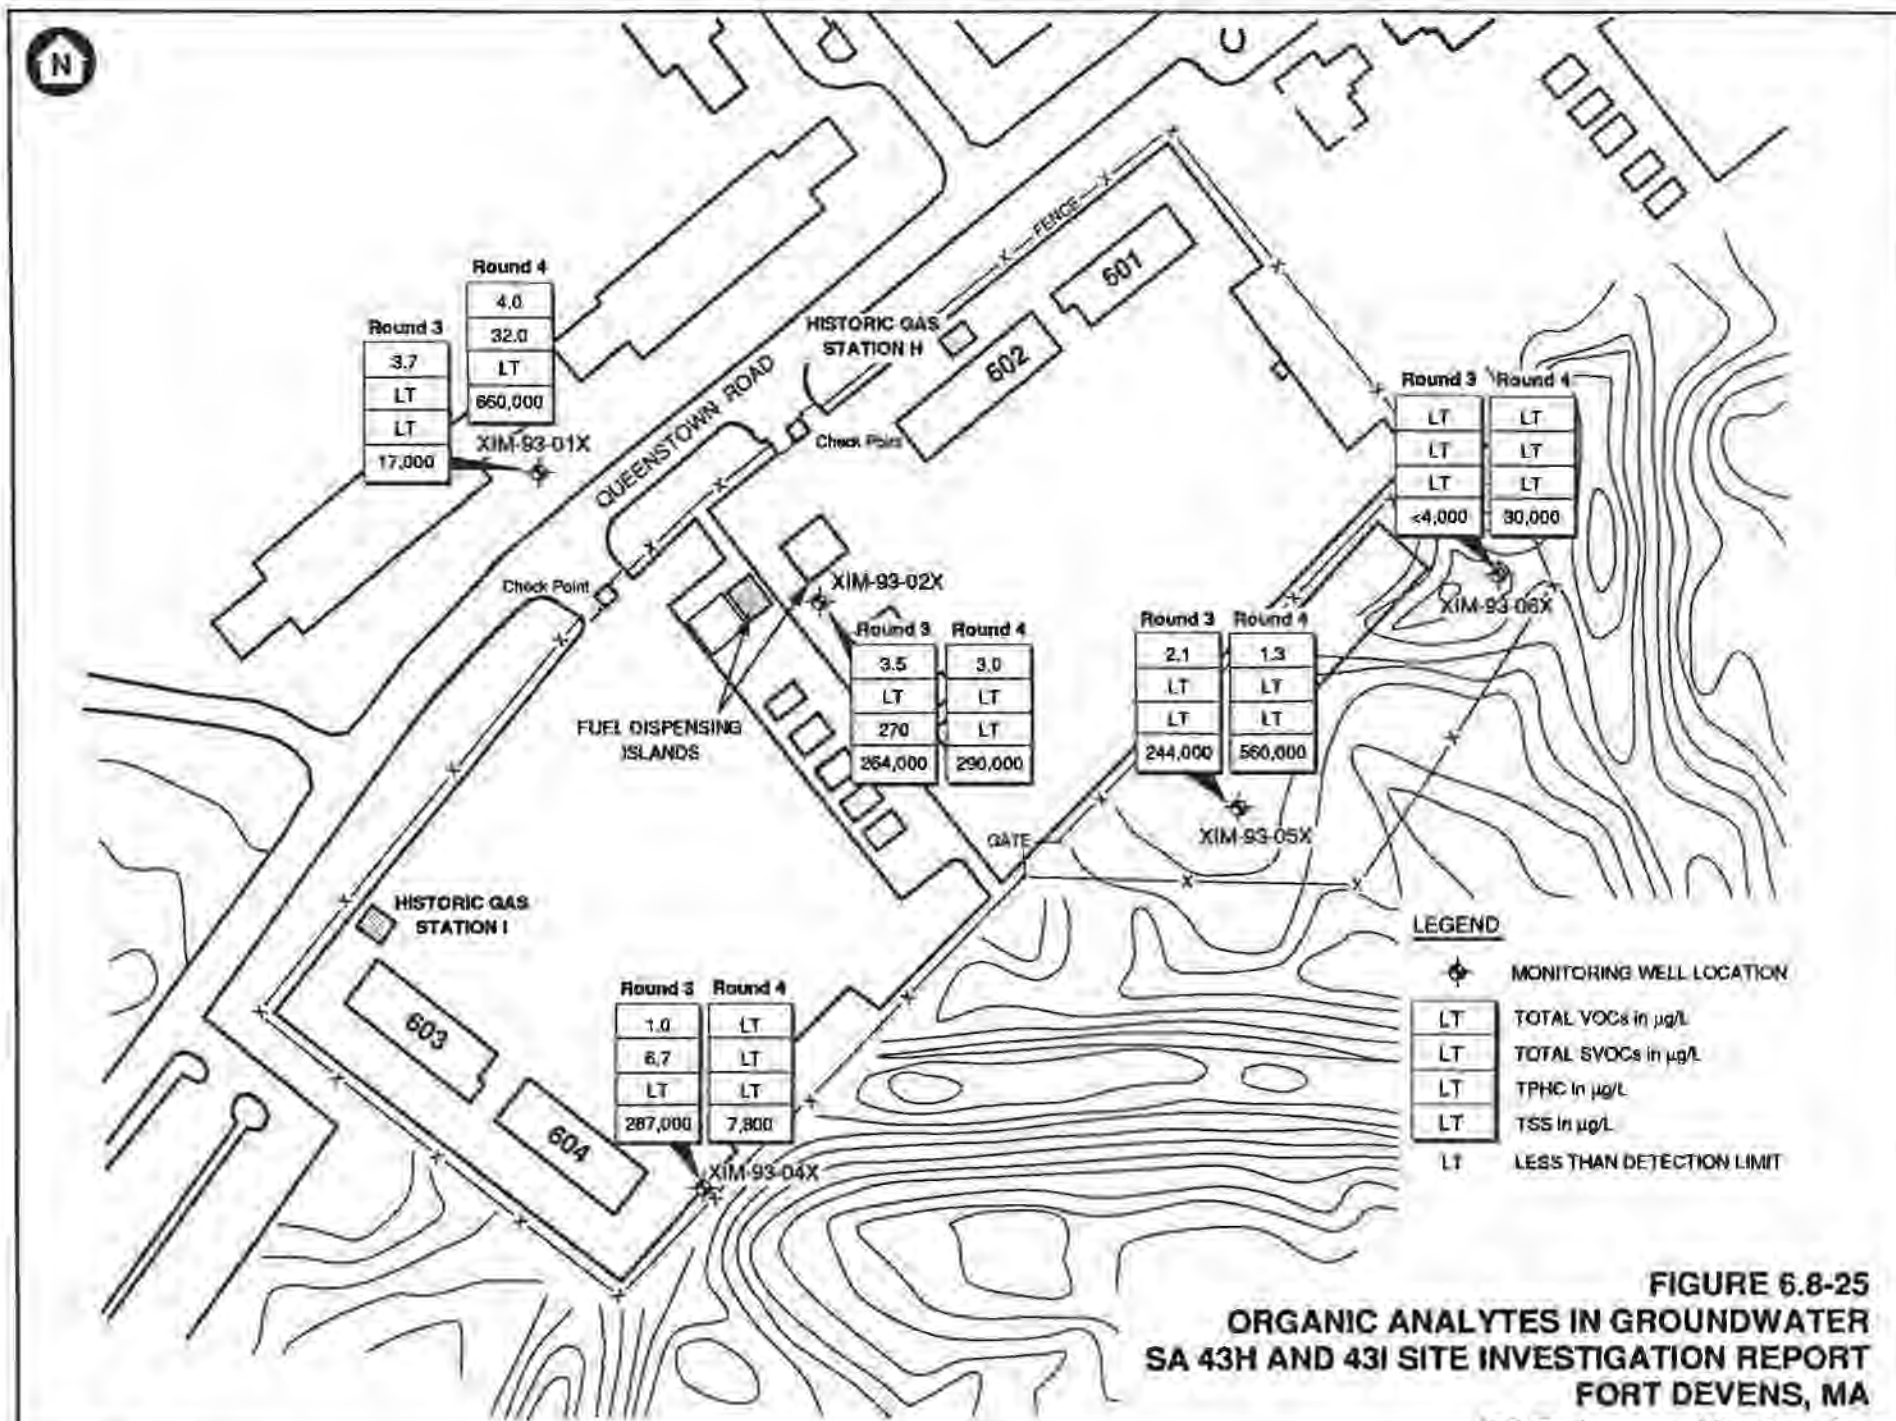 N
Round 4
4.0
32.0
LT
660,000
Round 3
3.7
LT
LT
17,000
XIM-93-01X
QUEENSTOWN ROAD
HISTORIC GAS
STATION H
FENCE
601
602
Check Point
Check Point
Round 3
LT
LT
LT
<4,000
Round 4
LT
LT
LT
30,000
XIM-93-06X
XIM-93-02X
Round 3
3.5
LT
270
264,000
Round 4
3.0
LT
LT
290,000
FUEL DISPENSING
ISLANDS
Round 3
2.1
LT
LT
244,000
Round 4
1.3
LT
LT
560,000
XIM-93-05X
GATE
HISTORIC GAS
STATION I
603
604
Round 3
1.0
6.7
LT
287,000
Round 4
LT
LT
LT
7,800
XIM-93-04X
LEGEND
MONITORING WELL LOCATION
LT TOTAL VOCs in µg/L
LT TOTAL SVOCs in µg/L
LT TPHC in µg/L
LT TSS in µg/L
LT LESS THAN DETECTION LIMIT
FIGURE 6.8-25
ORGANIC ANALYTES IN GROUNDWATER
SA 43H AND 43I SITE INVESTIGATION REPORT
FORT DEVENS, MA